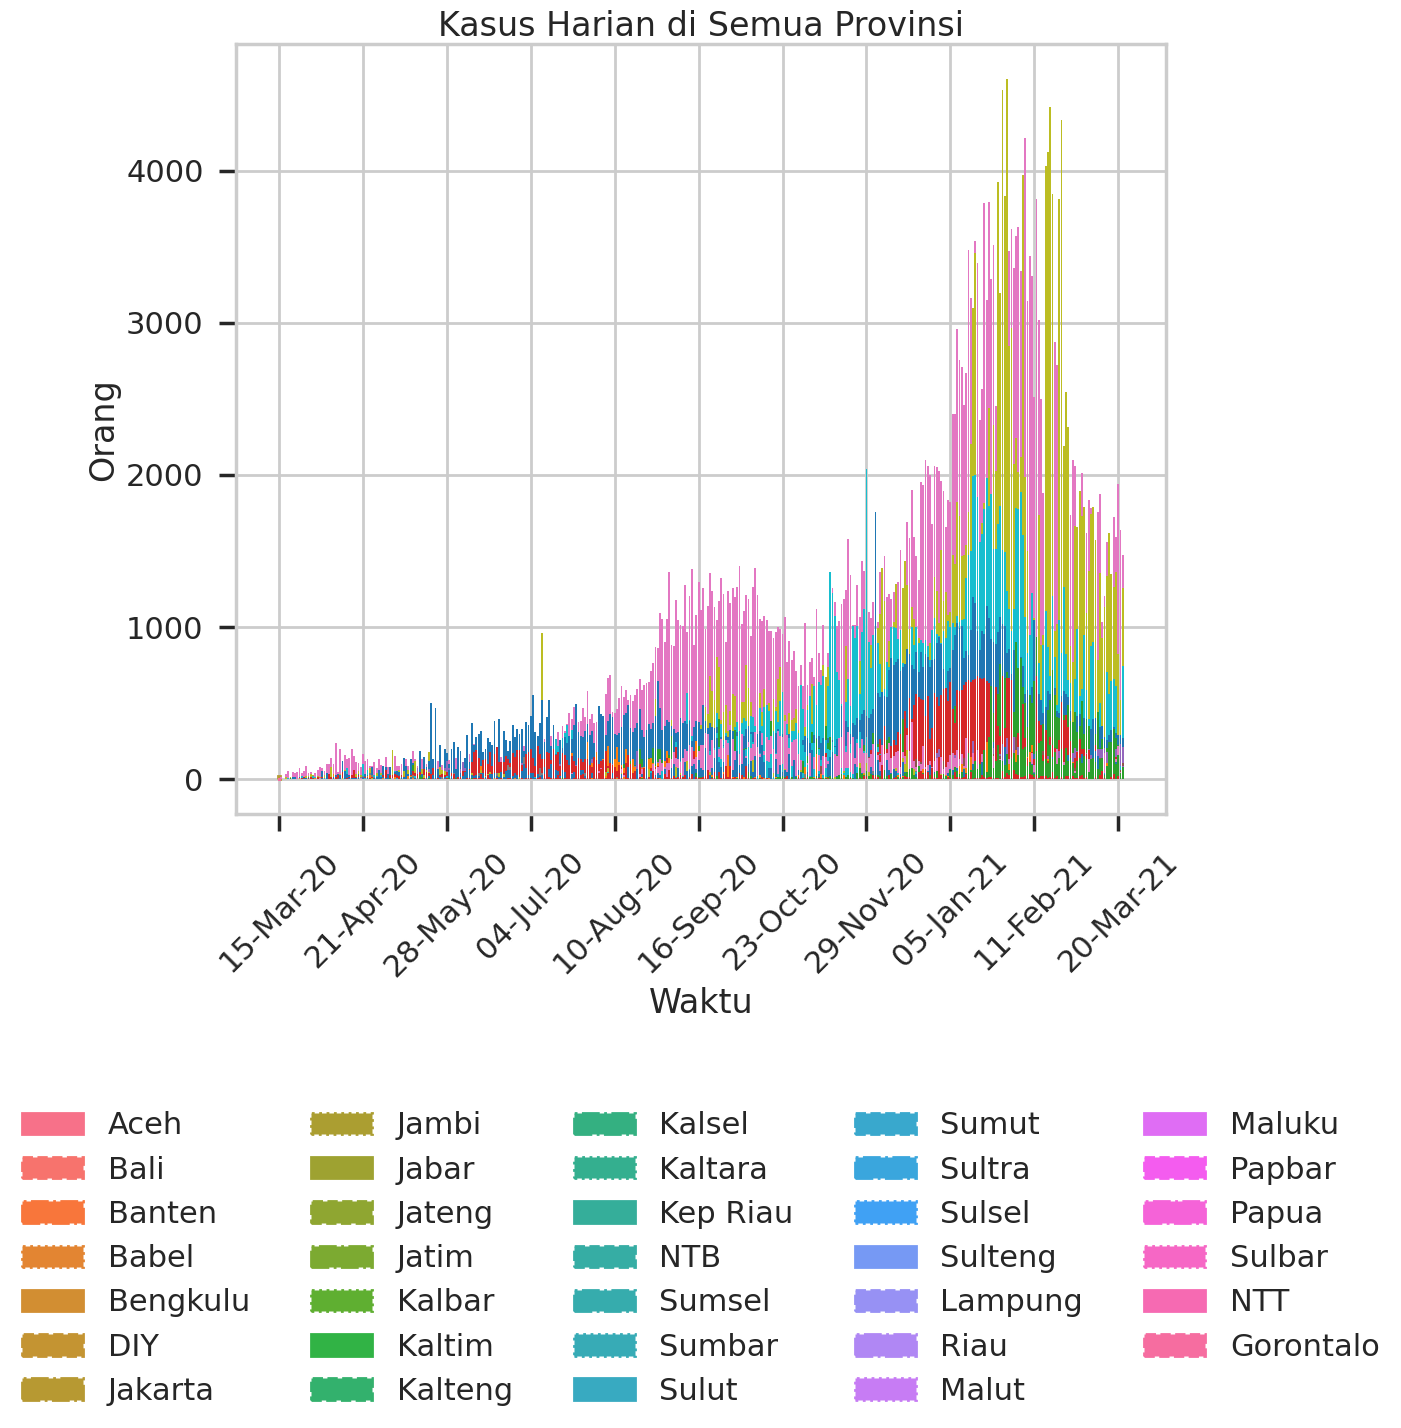 Kasus Harian di Semua Provinsi
Orang
4000
3000
2000
1000
0
15-Mar-20
21-Apr-20
28-May-20
04-Jul-20
10-Aug-20
16-Sep-20
23-Oct-20
29-Nov-20
05-Jan-21
11-Feb-21
20-Mar-21
Waktu
Aceh
Bali
Banten
Babel
Bengkulu
DIY
Jakarta
Jambi
Jabar
Jateng
Jatim
Kalbar
Kaltim
Kalteng
Kalsel
Kaltara
Kep Riau
NTB
Sumsel
Sumbar
Sulut
Sumut
Sultra
Sulsel
Sulteng
Lampung
Riau
Malut
Maluku
Papbar
Papua
Sulbar
NTT
Gorontalo